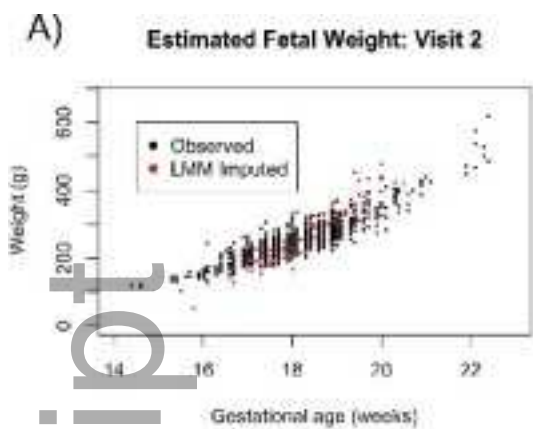 A)
Estimated Fetal Weight: Visit 2
Observed
LMM Imputed
Weight (g)
600
400
200
0
14 16 18 20 22
Gestational age (weeks)
ipt